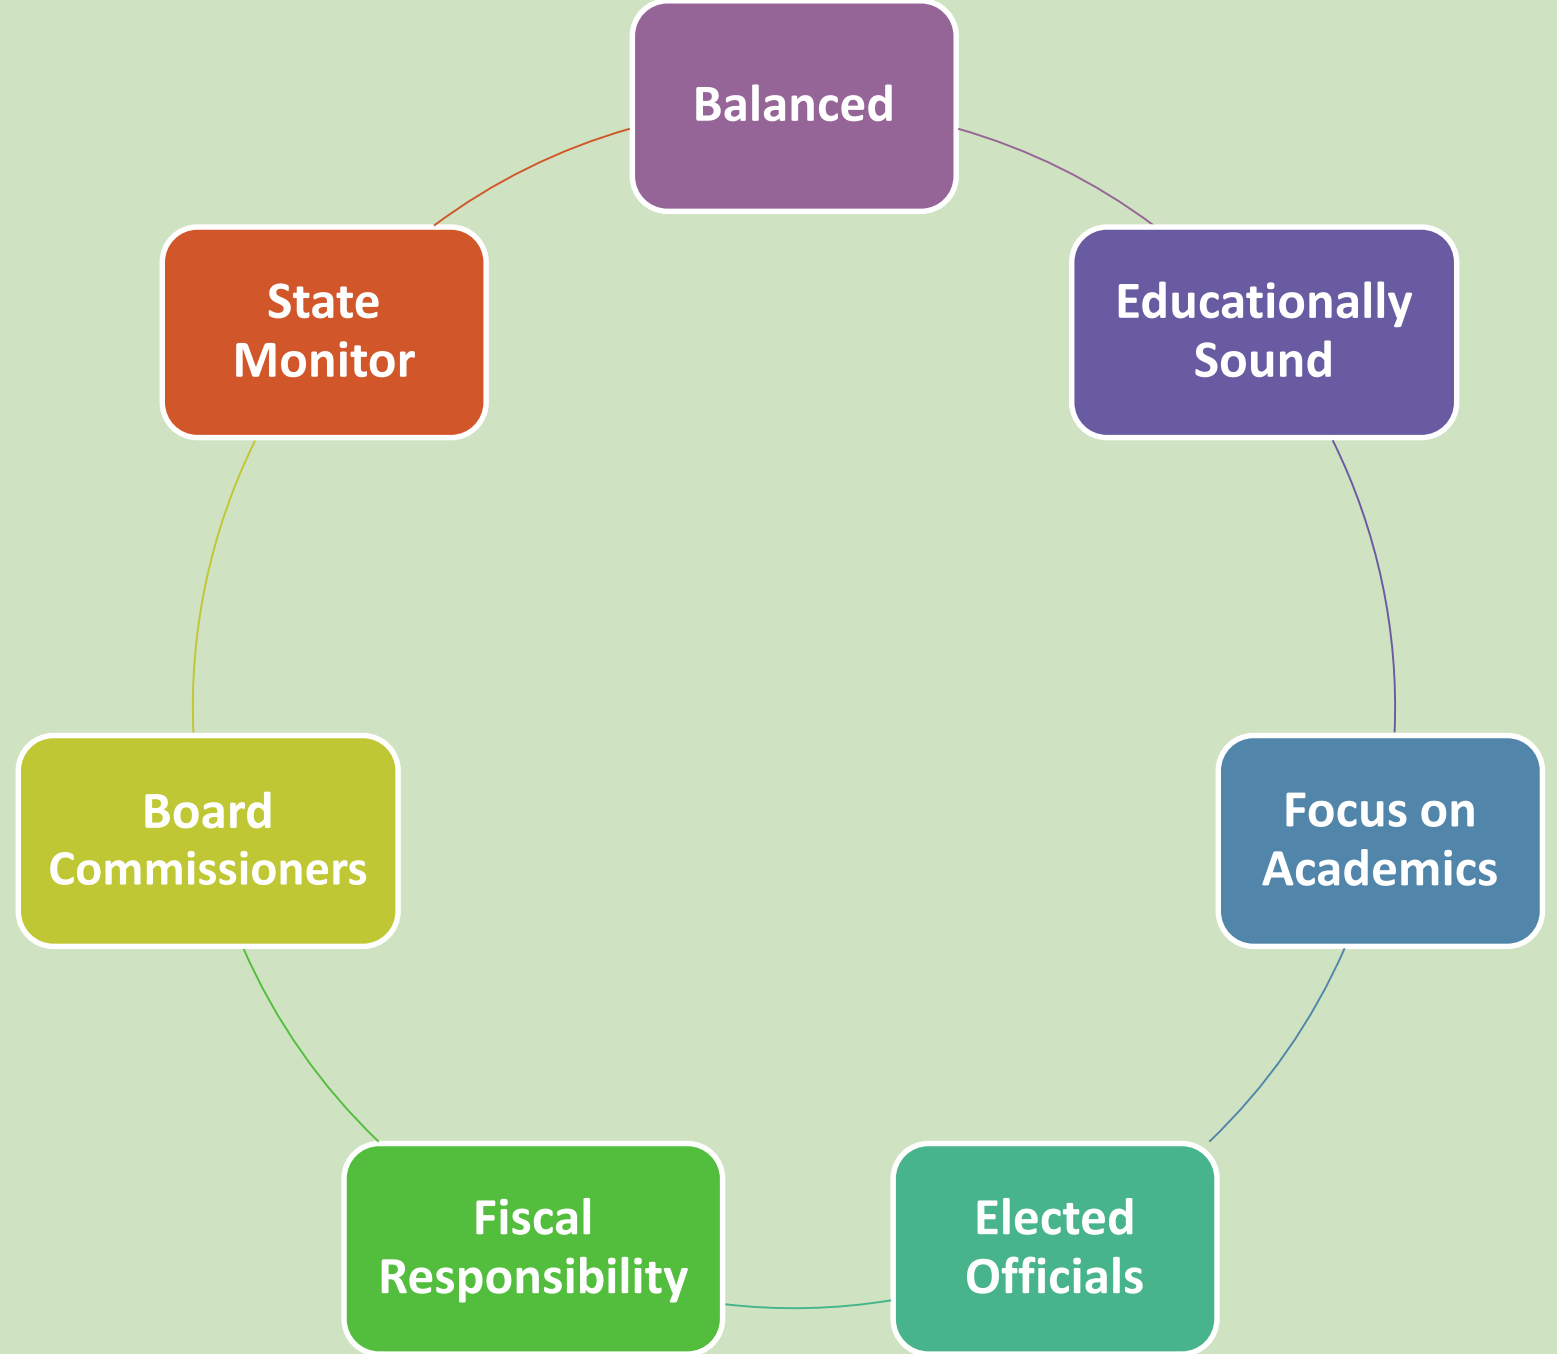 Balanced
Educationally
Sound
Focus on
Academics
Elected
Officials
Fiscal
Responsibility
Board
Commissioners
State
Monitor